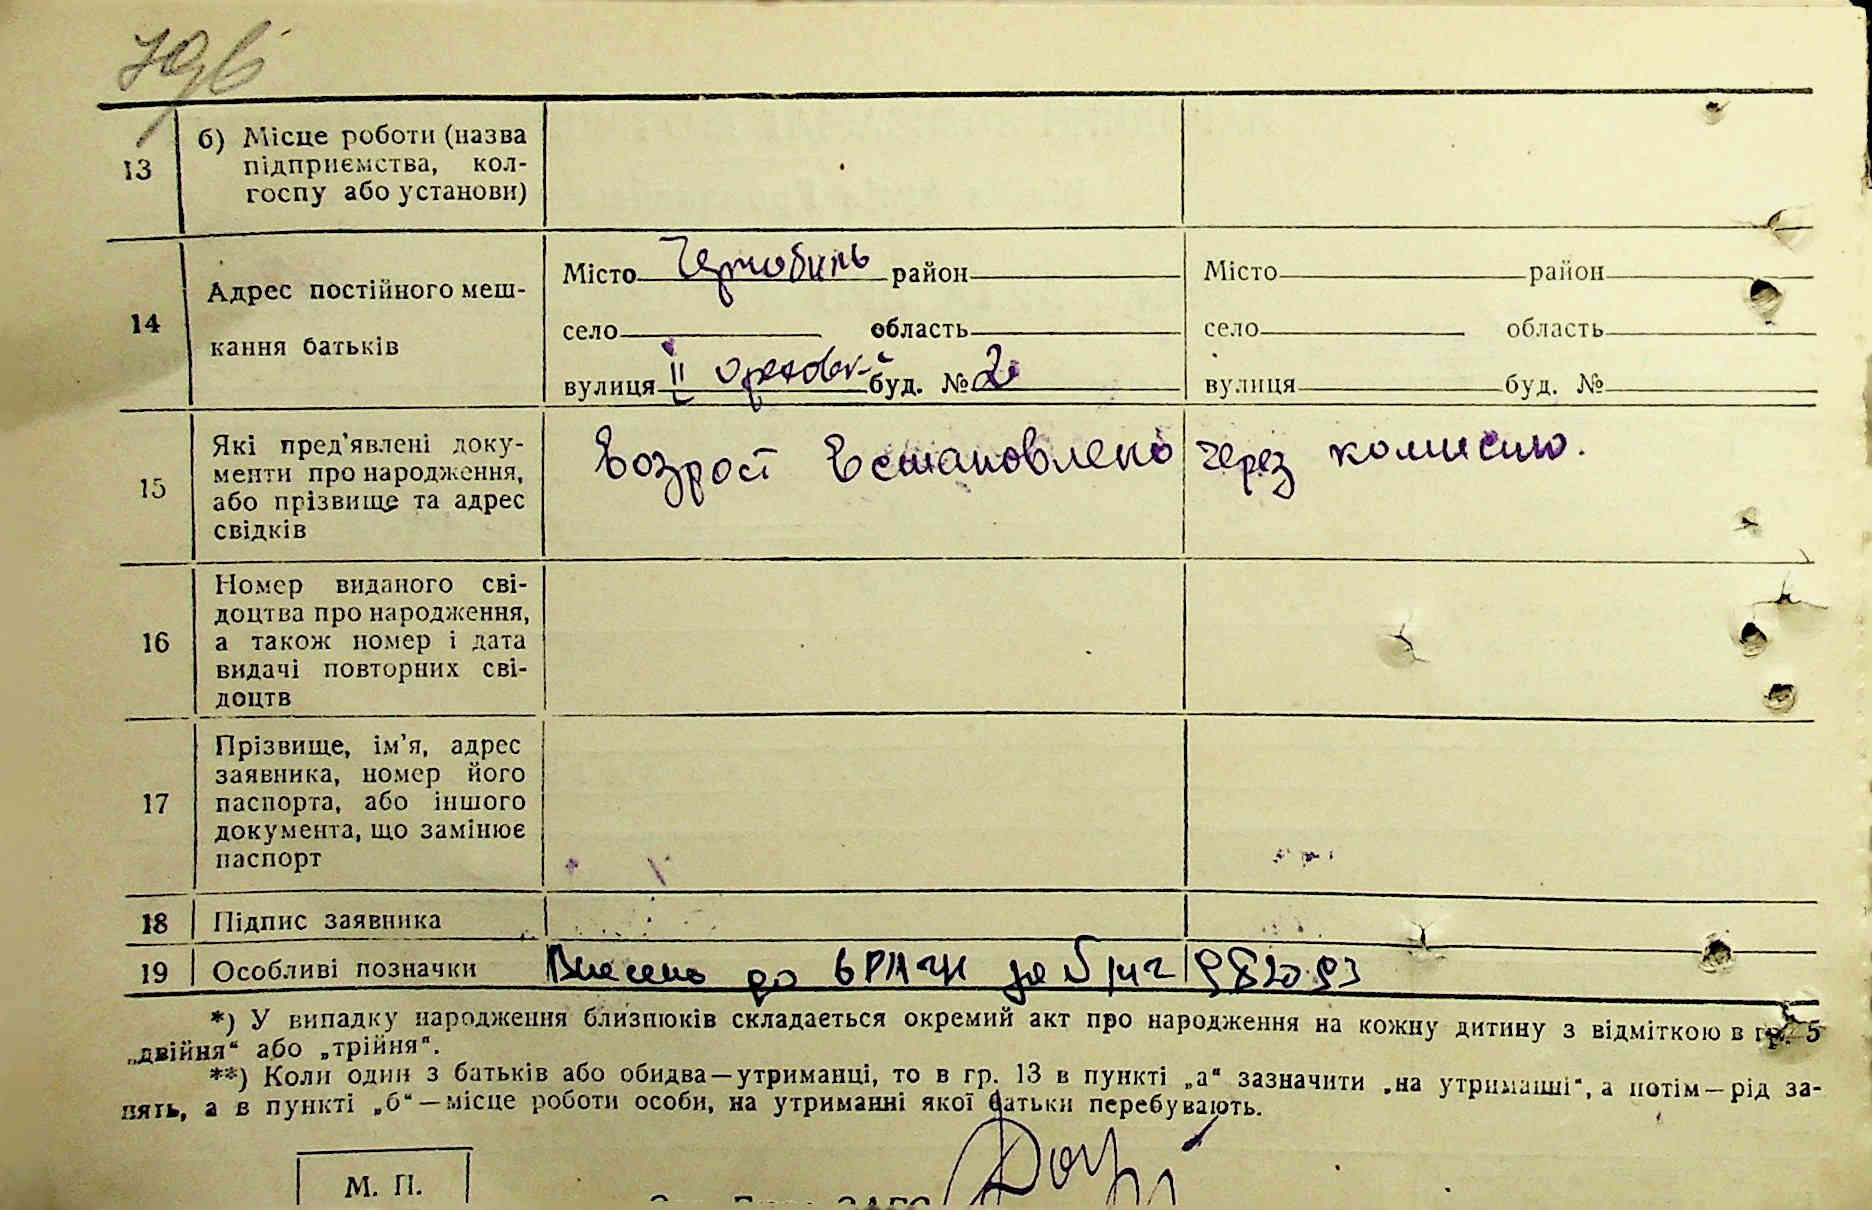 13 б) Місце роботи (назва
підприємства, кол-
госпу або установи)
14 Адрес постійного меш-
кання батьків
Місто Чернобиль район Місто район
село область село область
вулиця II буд. № 2 вулиця буд. №
15 Які пред'явлені доку-
менти про народження,
або прізвище та адрес
свідків
Возрост встановлено через комисию.
16 Номер виданого сві-
доцтва про народження,
а також номер і дата
видачі повторних сві-
доцтв
17 Прізвище, ім'я, адрес
заявника, номер його
паспорта, або іншого
документа, що замінює
паспорт
18 Підпис заявника
19 Особливі позначки Внесено до за №
*) У випадку народження близнюків складається окремий акт про народження на кожну дитину з відміткою в гр. 5
„двійня“ або „трійня“.
**) Коли один з батьків або обидва—утриманці, то в гр. 13 в пункті „а“ зазначити „на утриманні“, а потім—рід за-
нять, а в пункті „б“—місце роботи особи, на утриманні якої батьки перебувають.
М. П.